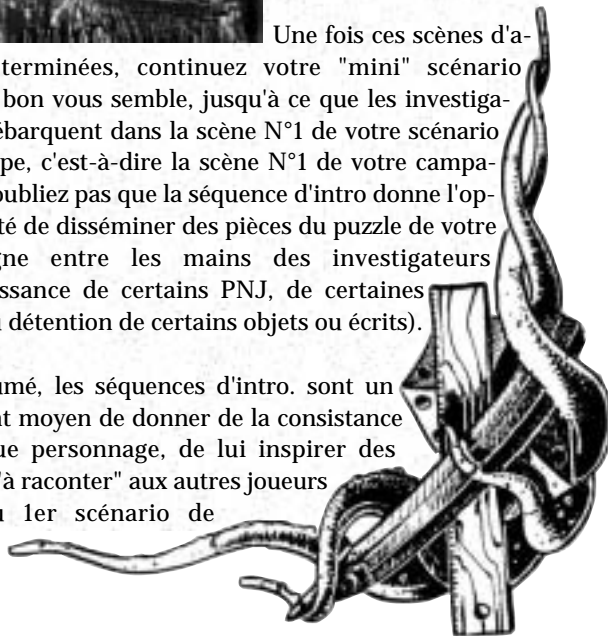 Une fois ces scènes d'a-
terminées, continuez votre "mini" scénario
bon vous semble, jusqu'à ce que les investiga-
ébarquent dans la scène N°1 de votre scénario
pe, c'est-à-dire la scène N°1 de votre campa-
oubliez pas que la séquence d'intro donne l'op-
té de disséminer des pièces du puzzle de votre
gne entre les mains des investigateurs
issance de certains PNJ, de certaines
u détention de certains objets ou écrits).
umé, les séquences d'intro. sont un
nt moyen de donner de la consistance
ue personnage, de lui inspirer des
'à raconter" aux autres joueurs
u 1er scénario de